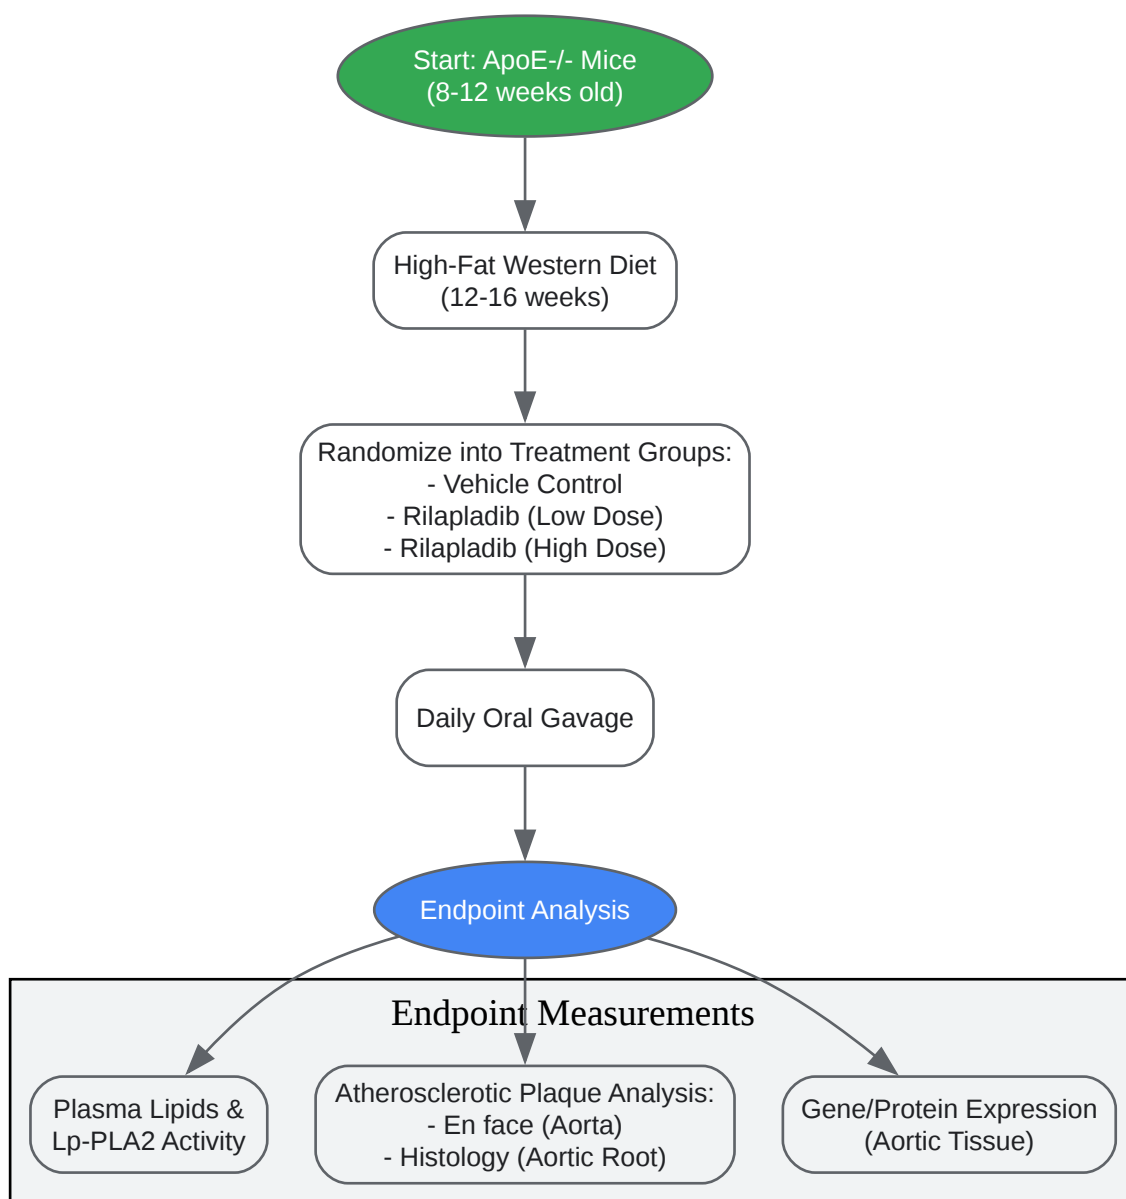 Start: ApoE-/- Mice
(8-12 weeks old)
High-Fat Western Diet
(12-16 weeks)
Randomize into Treatment Groups:
- Vehicle Control
- Rilapladib (Low Dose)
- Rilapladib (High Dose)
Daily Oral Gavage
Endpoint Analysis
Endpoint Measurements
Plasma Lipids &
Lp-PLA2 Activity
Atherosclerotic Plaque Analysis:
- En face (Aorta)
- Histology (Aortic Root)
Gene/Protein Expression
(Aortic Tissue)